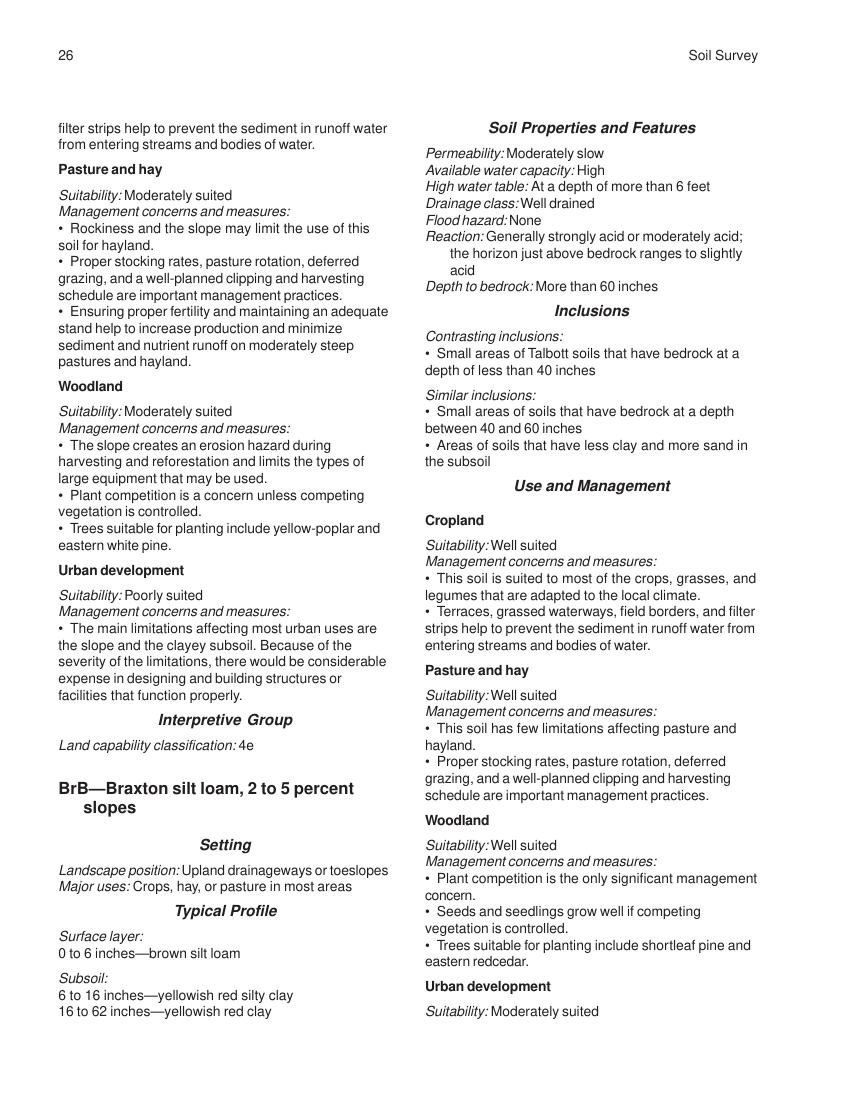 26
Soil Survey
filter strips help to prevent the sediment in runoff water
from entering streams and bodies of water.
Pasture and hay
Suitability: Moderately suited
Management concerns and measures:
• Rockiness and the slope may limit the use of this
soil for hayland.
• Proper stocking rates, pasture rotation, deferred
grazing, and a well-planned clipping and harvesting
schedule are important management practices.
• Ensuring proper fertility and maintaining an adequate
stand help to increase production and minimize
sediment and nutrient runoff on moderately steep
pastures and hayland.
Woodland
Suitability: Moderately suited
Management concerns and measures:
• The slope creates an erosion hazard during
harvesting and reforestation and limits the types of
large equipment that may be used.
• Plant competition is a concern unless competing
vegetation is controlled.
• Trees suitable for planting include yellow-poplar and
eastern white pine.
Urban development
Suitability: Poorly suited
Management concerns and measures:
• The main limitations affecting most urban uses are
the slope and the clayey subsoil. Because of the
severity of the limitations, there would be considerable
expense in designing and building structures or
facilities that function properly.
Interpretive Group
Land capability classification: 4e
BrB—Braxton silt loam, 2 to 5 percent
slopes
Setting
Landscape position: Upland drainageways or toeslopes
Major uses: Crops, hay, or pasture in most areas
Typical Profile
Surface layer:
0 to 6 inches—brown silt loam
Subsoil:
6 to 16 inches—yellowish red silty clay
16 to 62 inches—yellowish red clay
Soil Properties and Features
Permeability: Moderately slow
Available water capacity: High
High water table: At a depth of more than 6 feet
Drainage class: Well drained
Flood hazard: None
Reaction: Generally strongly acid or moderately acid;
the horizon just above bedrock ranges to slightly
acid
Depth to bedrock: More than 60 inches
Inclusions
Contrasting inclusions:
• Small areas of Talbott soils that have bedrock at a
depth of less than 40 inches
Similar inclusions:
• Small areas of soils that have bedrock at a depth
between 40 and 60 inches
• Areas of soils that have less clay and more sand in
the subsoil
Use and Management
Cropland
Suitability: Well suited
Management concerns and measures:
• This soil is suited to most of the crops, grasses, and
legumes that are adapted to the local climate.
• Terraces, grassed waterways, field borders, and filter
strips help to prevent the sediment in runoff water from
entering streams and bodies of water.
Pasture and hay
Suitability: Well suited
Management concerns and measures:
• This soil has few limitations affecting pasture and
hayland.
• Proper stocking rates, pasture rotation, deferred
grazing, and a well-planned clipping and harvesting
schedule are important management practices.
Woodland
Suitability: Well suited
Management concerns and measures:
• Plant competition is the only significant management
concern.
• Seeds and seedlings grow well if competing
vegetation is controlled.
• Trees suitable for planting include shortleaf pine and
eastern redcedar.
Urban development
Suitability: Moderately suited